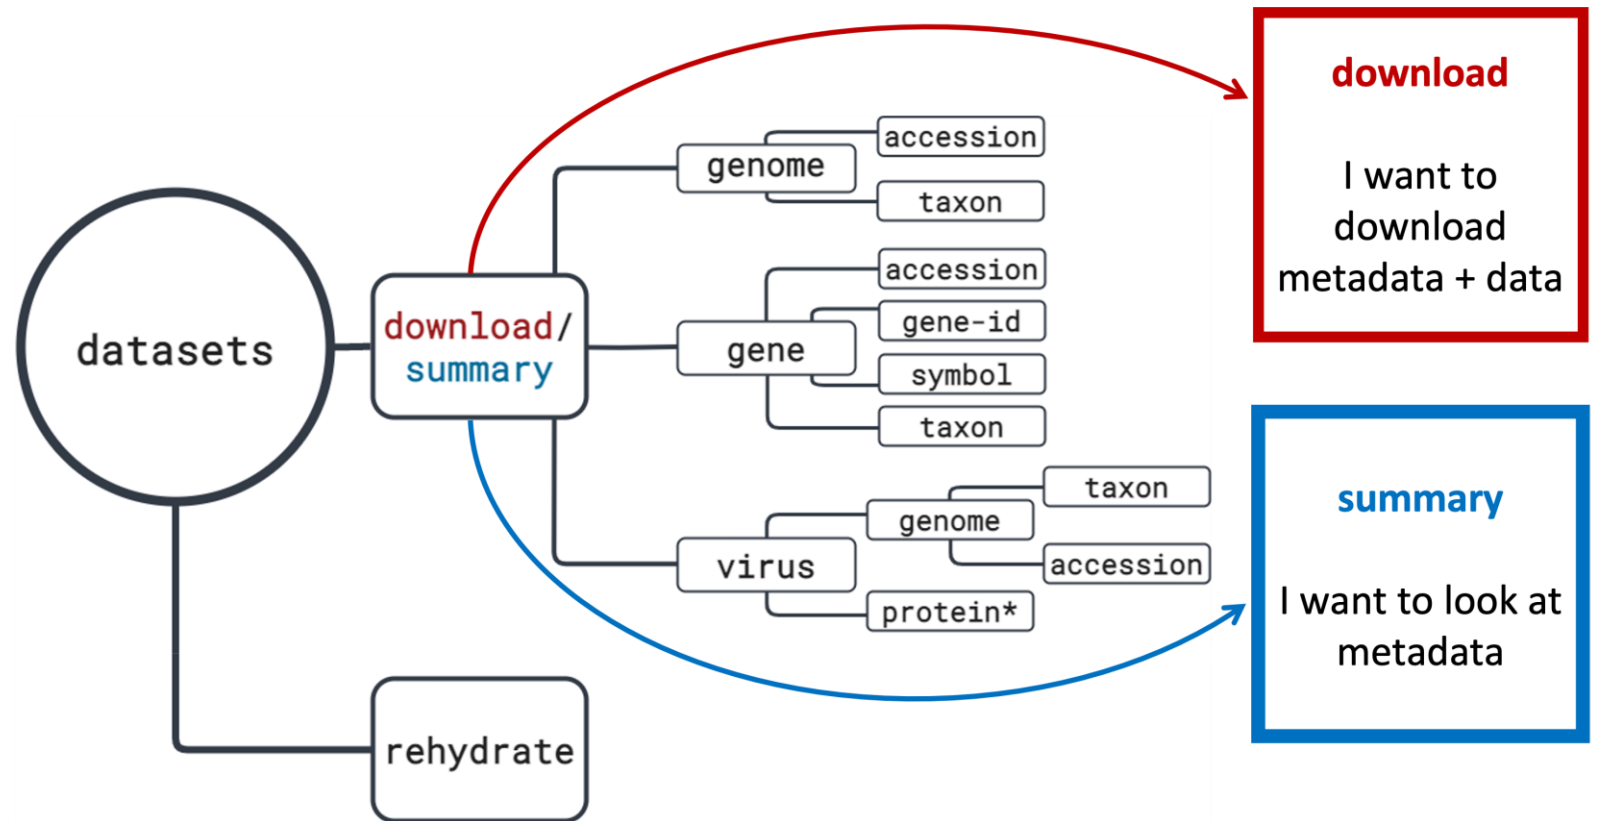 datasets
download/
summary
rehydrate
genome
accession
taxon
gene
accession
gene-id
symbol
taxon
virus
genome
taxon
accession
protein*
download
I want to
download
metadata + data
summary
I want to look at
metadata